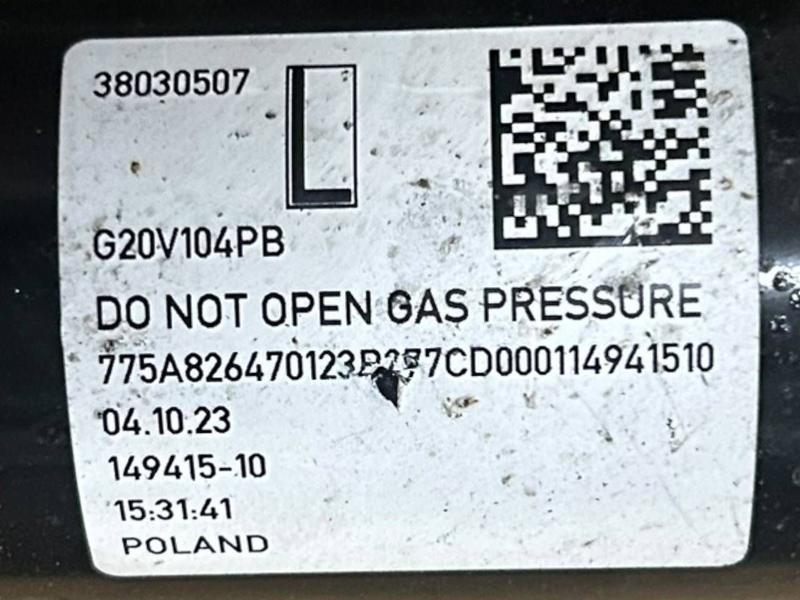 38030507
L
G20V104PB
DO NOT OPEN GAS PRESSURE
04.10.23
149415-10
15:31:41
POLAND